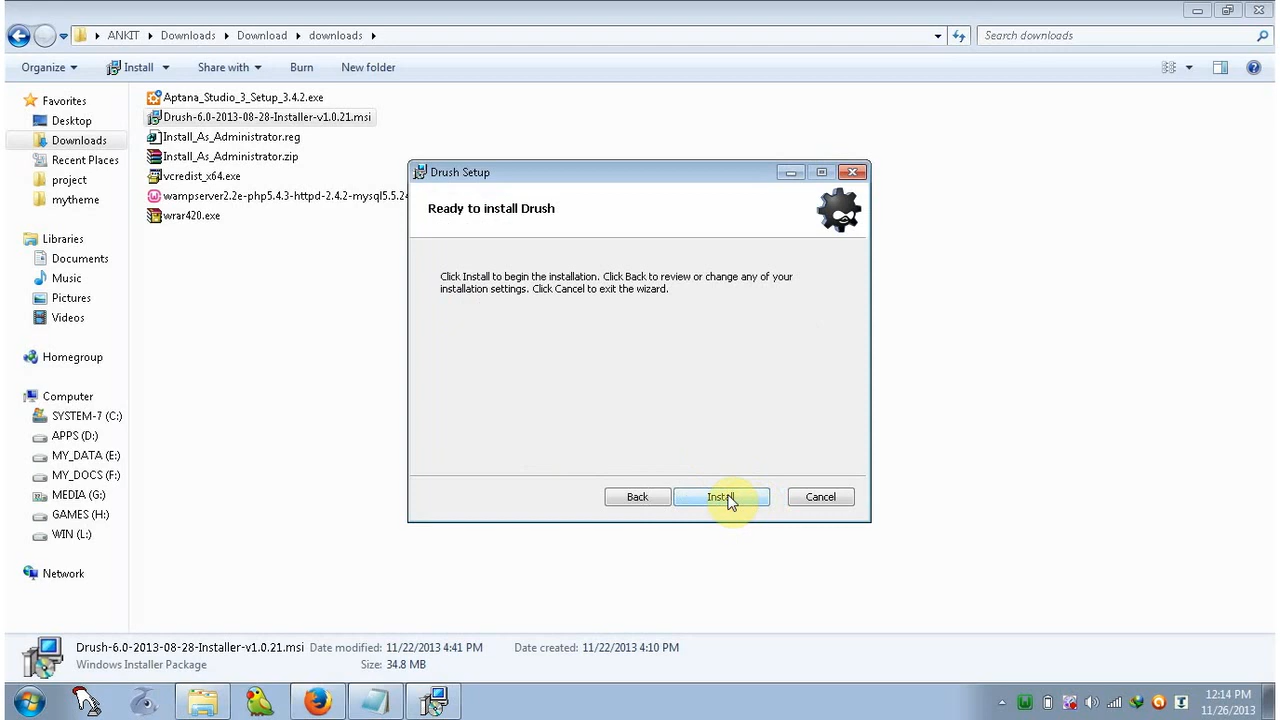 ANKIT Downloads Download downloads
Search downloads
Organize Install Share with Burn New folder
Favorites
Desktop
Downloads
Recent Places
project
mytheme
Libraries
Documents
Music
Pictures
Videos
Homegroup
Computer
SYSTEM-7 (C:)
APPS (D:)
MY_DATA (E:)
MY_DOCS (F:)
MEDIA (G:)
GAMES (H:)
WIN (L:)
Network
Aptana_Studio_3_Setup_3.4.2.exe
Drush-6.0-2013-08-28-Installer-v1.0.21.msi
Install_As_Administrator.reg
Install_As_Administrator.zip
vcredist_x64.exe
wampserver2.2e-php5.4.3-httpd-2.4.2-mysql5.5.24
wrar420.exe
Drush Setup
Ready to install Drush
Click Install to begin the installation. Click Back to review or change any of your
installation settings. Click Cancel to exit the wizard.
Back Install Cancel
Drush-6.0-2013-08-28-Installer-v1.0.21.msi Date modified: 11/22/2013 4:41 PM Date created: 11/22/2013 4:10 PM
Windows Installer Package Size: 34.8 MB
12:14 PM
11/26/2013